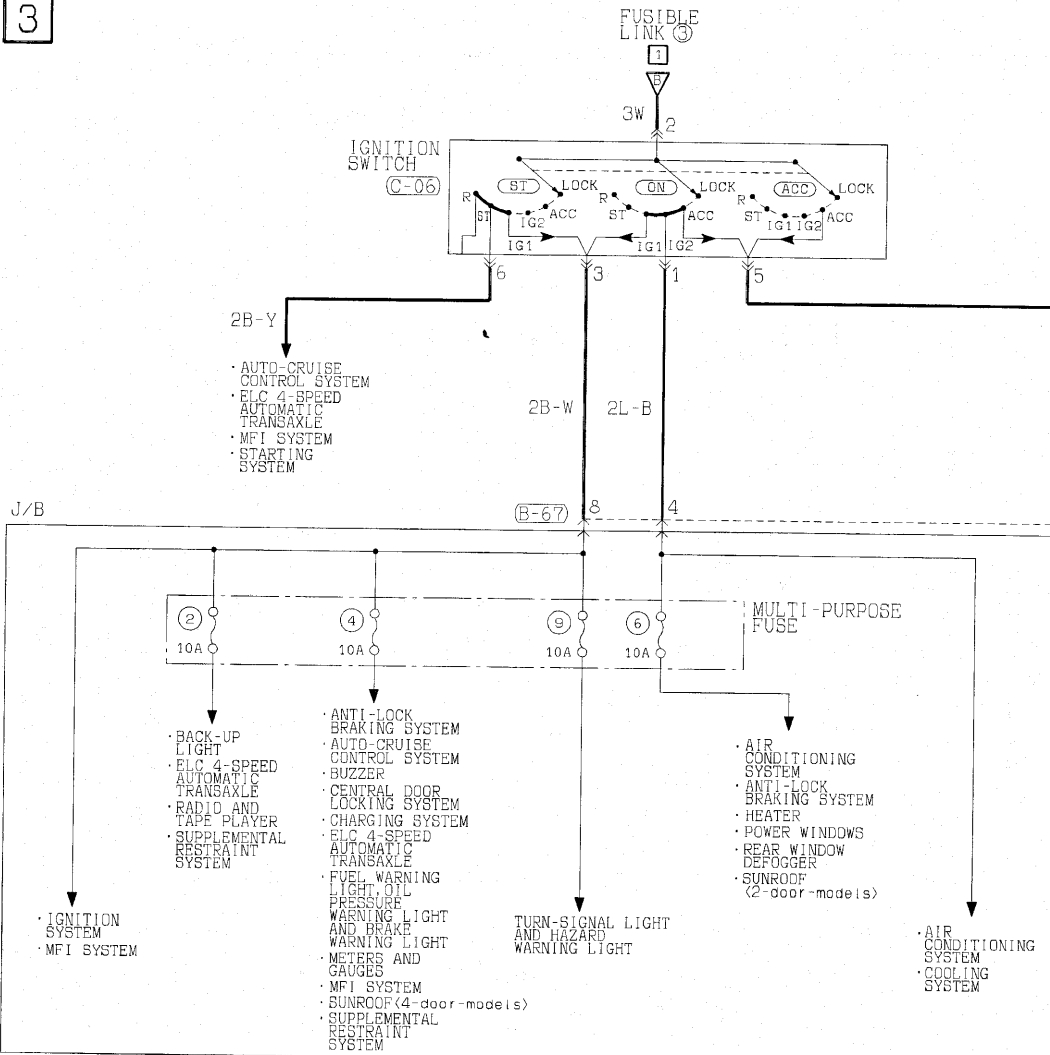 3
FUSIBLE
LINK ③
1
B
3W
2
IGNITION
SWITCH
C-06
ST
LOCK
R
ST
IG2
ACC
IG1
ON
LOCK
R
ST
ACC
IG1
IG2
ACC
LOCK
R
ST
IG1
IG2
ACC
6
3
1
5
2B-Y
· AUTO-CRUISE
CONTROL SYSTEM
· ELC 4-SPEED
AUTOMATIC
TRANSAXLE
· MFI SYSTEM
· STARTING
SYSTEM
2B-W
2L-B
J/B
B-67
8
4
② 
10A
④
10A
⑨
10A
⑥
10A
MULTI-PURPOSE
FUSE
· BACK-UP
LIGHT
· ELC 4-SPEED
AUTOMATIC
TRANSAXLE
· RADIO AND
TAPE PLAYER
· SUPPLEMENTAL
RESTRAINT
SYSTEM
· ANTI-LOCK
BRAKING SYSTEM
· AUTO-CRUISE
CONTROL SYSTEM
· BUZZER
· CENTRAL DOOR
LOCKING SYSTEM
· CHARGING SYSTEM
· ELC 4-SPEED
AUTOMATIC
TRANSAXLE
· FUEL WARNING
LIGHT, OIL
PRESSURE
WARNING LIGHT
AND BRAKE
WARNING LIGHT
· METERS AND
GAUGES
· MFI SYSTEM
· SUNROOF<4-door-models>
· SUPPLEMENTAL
RESTRAINT
SYSTEM
· AIR
CONDITIONING
SYSTEM
· ANTI-LOCK
BRAKING SYSTEM
· HEATER
· POWER WINDOWS
· REAR WINDOW
DEFOGGER
· SUNROOF
<2-door-models>
· IGNITION
SYSTEM
· MFI SYSTEM
TURN-SIGNAL LIGHT
AND HAZARD
WARNING LIGHT
· AIR
CONDITIONING
SYSTEM
· COOLING
SYSTEM